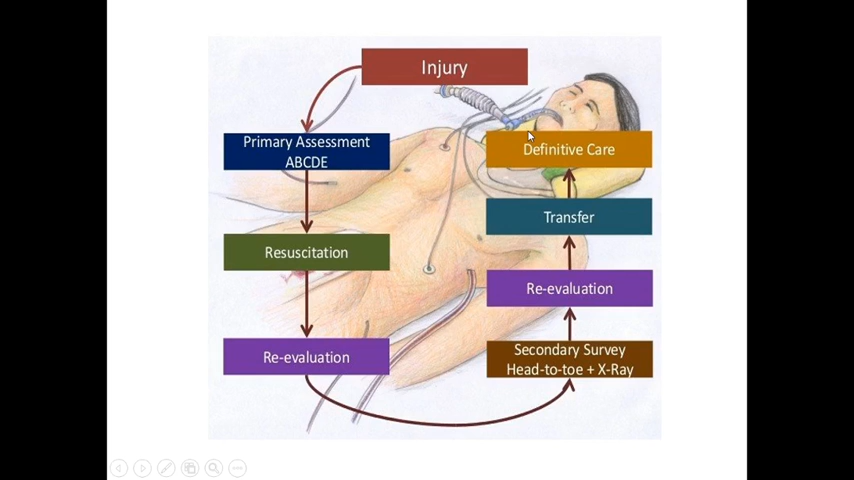 Injury
Primary Assessment
ABCDE
Resuscitation
Re-evaluation
Secondary Survey
Head-to-toe + X-Ray
Re-evaluation
Transfer
Definitive Care